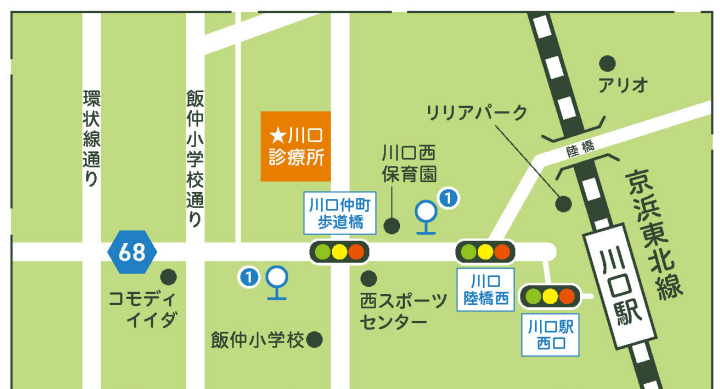 アリオ
リリアパーク
環状線通り
飯仲小学校通り
★川口
診療所
川口西
保育園
陸橋
京浜東北線
川口仲町
歩道橋
1
68
川口
陸橋西
川口駅
1
コモディ
イイダ
西スポーツ
センター
川口駅
西口
飯仲小学校